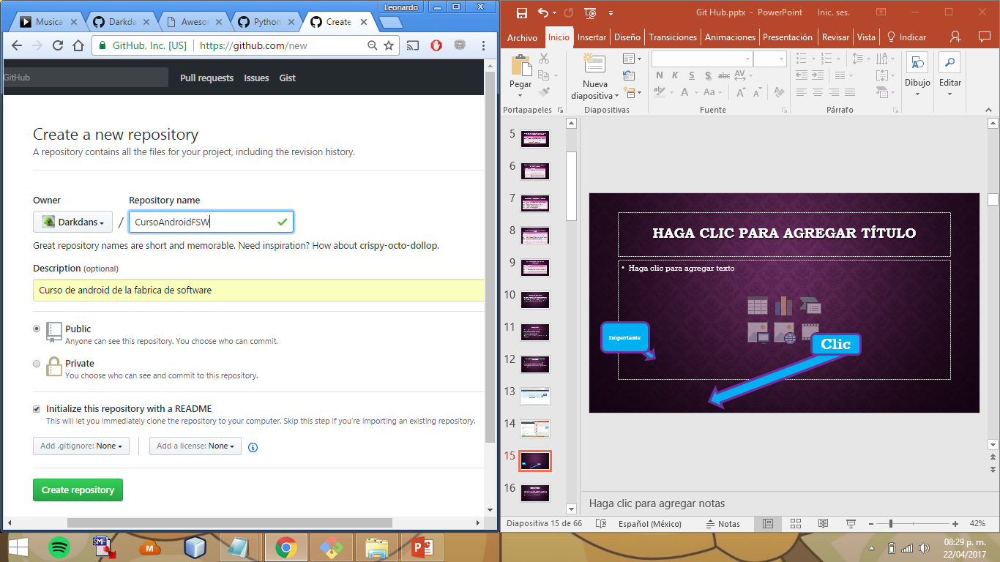 Leonardo
Musica
Darkda
Aweso
Python
Create
GitHub, Inc. [US]
https://github.com/new
GitHub
Pull requests
Issues
Gist
Create a new repository
A repository contains all the files for your project, including the revision history.
Owner
Repository name
Darkdans
/
CursoAndroidFSW
Great repository names are short and memorable. Need inspiration? How about crispy-octo-dollop.
Description (optional)
Curso de android de la fabrica de software
Public
Anyone can see this repository. You choose who can commit.
Private
You choose who can see and commit to this repository.
Initialize this repository with a README
This will let you immediately clone the repository to your computer. Skip this step if you're importing an existing repository.
Add .gitignore: None
Add a license: None
Create repository
Git Hub.pptx - PowerPoint
Inic. ses.
Archivo
Inicio
Insertar
Diseño
Transiciones
Animaciones
Presentación
Revisar
Vista
Indicar
Pegar
Nueva
diapositiva
N
K
S
S
abc
AV
A
Aa
A
A
Dibujo
Editar
Portapapeles
Diapositivas
Fuente
Párrafo
5
6
7
8
9
10
11
12
13
14
15
16
HAGA CLIC PARA AGREGAR TÍTULO
• Haga clic para agregar texto
Importante
Clic
Haga clic para agregar notas
Diapositiva 15 de 66
Español (México)
Notas
42%
SMF
08:29 p. m.
22/04/2017